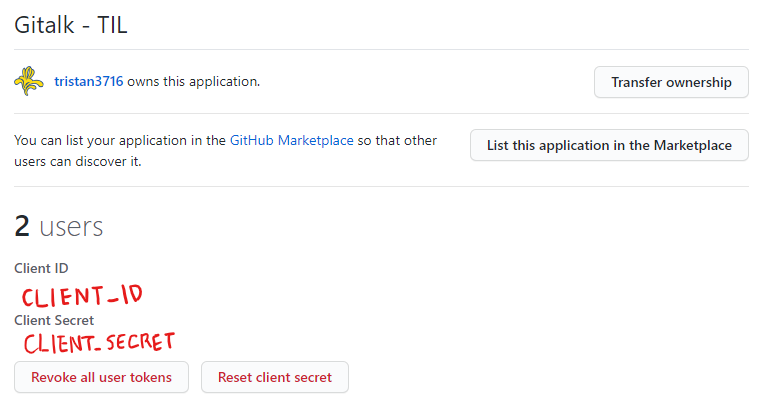 Gitalk - TIL
tristan3716 owns this application.
Transfer ownership
You can list your application in the GitHub Marketplace so that other
users can discover it.
List this application in the Marketplace
2 users
Client ID
CLIENT_ID
Client Secret
CLIENT_SECRET
Revoke all user tokens
Reset client secret